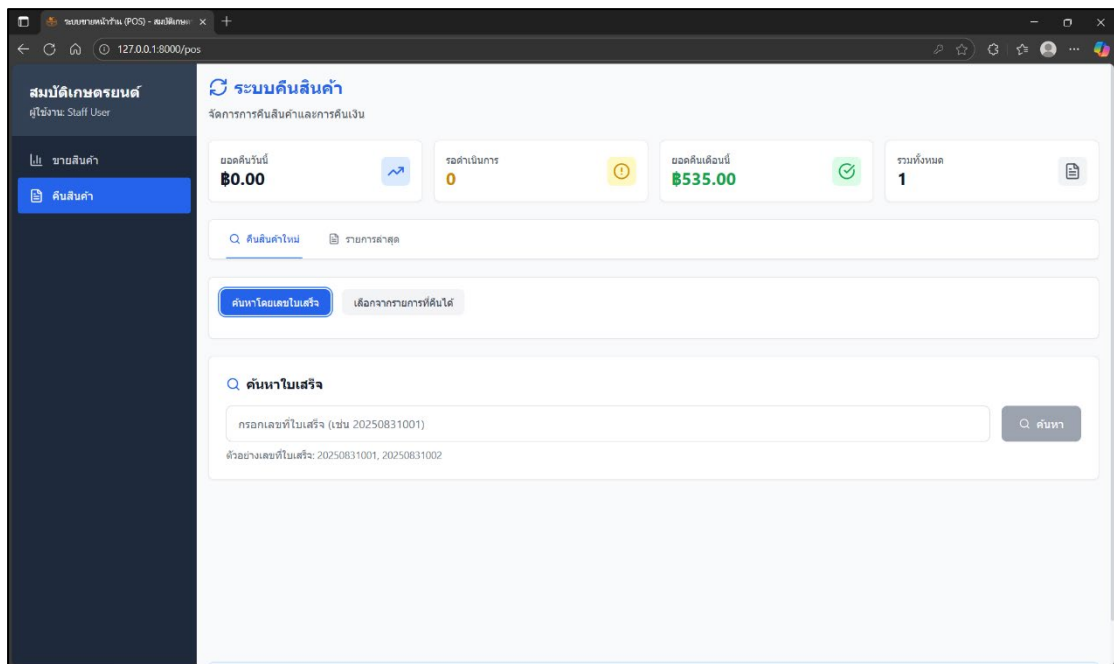 ระบบขายหน้าร้าน (POS) - สมบัติเกษตร
127.0.0.1:8000/pos
สมบัติเกษตรยนต์
ผู้ใช้งาน: Staff User
ขายสินค้า
คืนสินค้า
ระบบคืนสินค้า
จัดการการคืนสินค้าและการคืนเงิน
ยอดคืนวันนี้
฿0.00
รอดำเนินการ
0
ยอดคืนเดือนนี้
฿535.00
รวมทั้งหมด
1
คืนสินค้าใหม่
รายการล่าสุด
ค้นหาโดยเลขใบเสร็จ
เลือกจากรายการที่คืนได้
ค้นหาใบเสร็จ
กรอกเลขที่ใบเสร็จ (เช่น 20250831001)
ค้นหา
ตัวอย่างเลขที่ใบเสร็จ: 20250831001, 20250831002